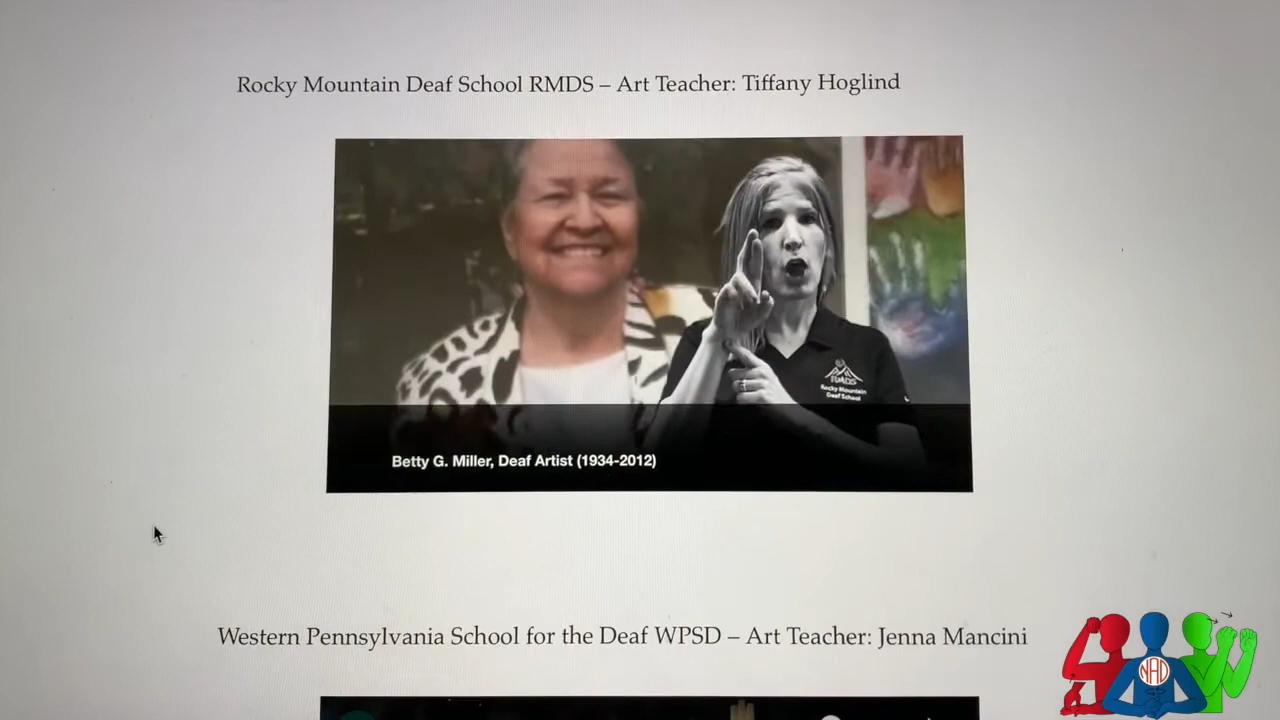 Rocky Mountain Deaf School RMDS – Art Teacher: Tiffany Hoglind
RMDS
Rocky Mountain
Deaf School
Betty G. Miller, Deaf Artist (1934-2012)
Western Pennsylvania School for the Deaf WPSD – Art Teacher: Jenna Mancini
NAD